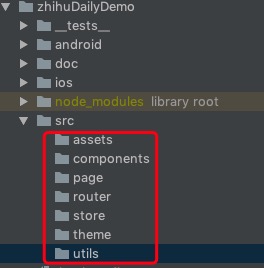 zhihuDailyDemo
__tests__
android
doc
ios
node_modules library root
src
assets
components
page
router
store
theme
utils